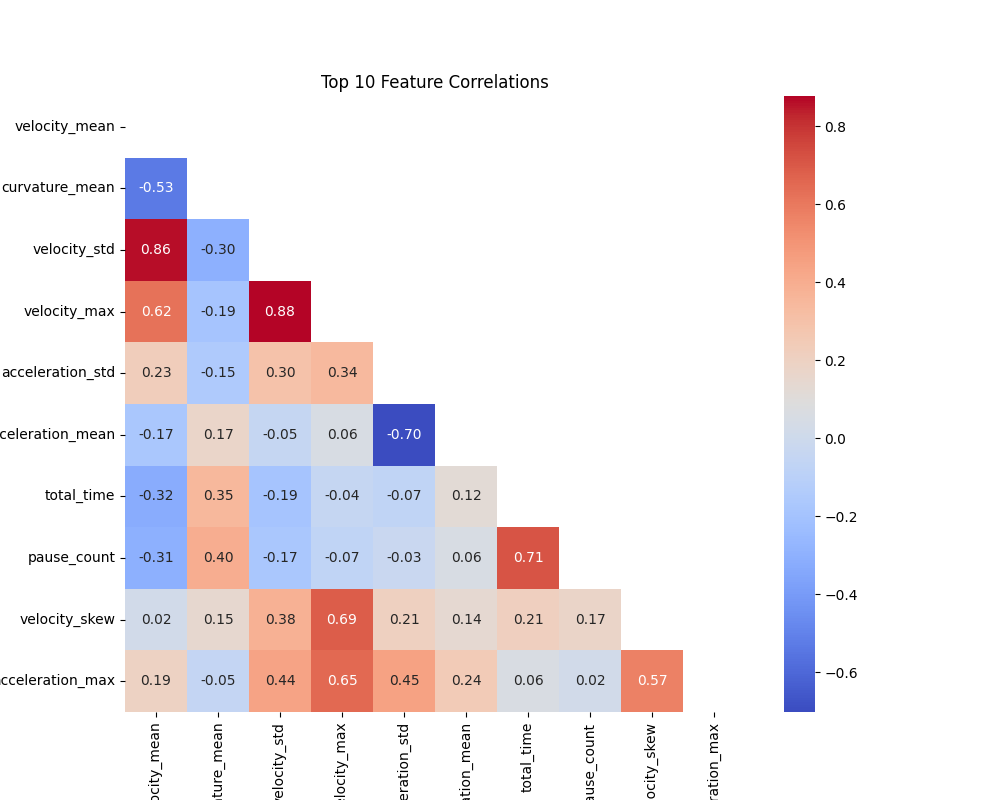 Top 10 Feature Correlations
velocity_mean
curvature_mean -0.53
velocity_std 0.86 -0.30
velocity_max 0.62 -0.19 0.88
acceleration_std 0.23 -0.15 0.30 0.34
celeration_mean -0.17 0.17 -0.05 0.06 -0.70
total_time -0.32 0.35 -0.19 -0.04 -0.07 0.12
pause_count -0.31 0.40 -0.17 -0.07 -0.03 0.06 0.71
velocity_skew 0.02 0.15 0.38 0.69 0.21 0.14 0.21 0.17
cceleration_max 0.19 -0.05 0.44 0.65 0.45 0.24 0.06 0.02 0.57
ocity_mean
ature_mean
velocity_std
elocity_max
eration_std
ation_mean
total_time
ause_count
ocity_skew
ration_max
0.8
0.6
0.4
0.2
0.0
−0.2
−0.4
−0.6